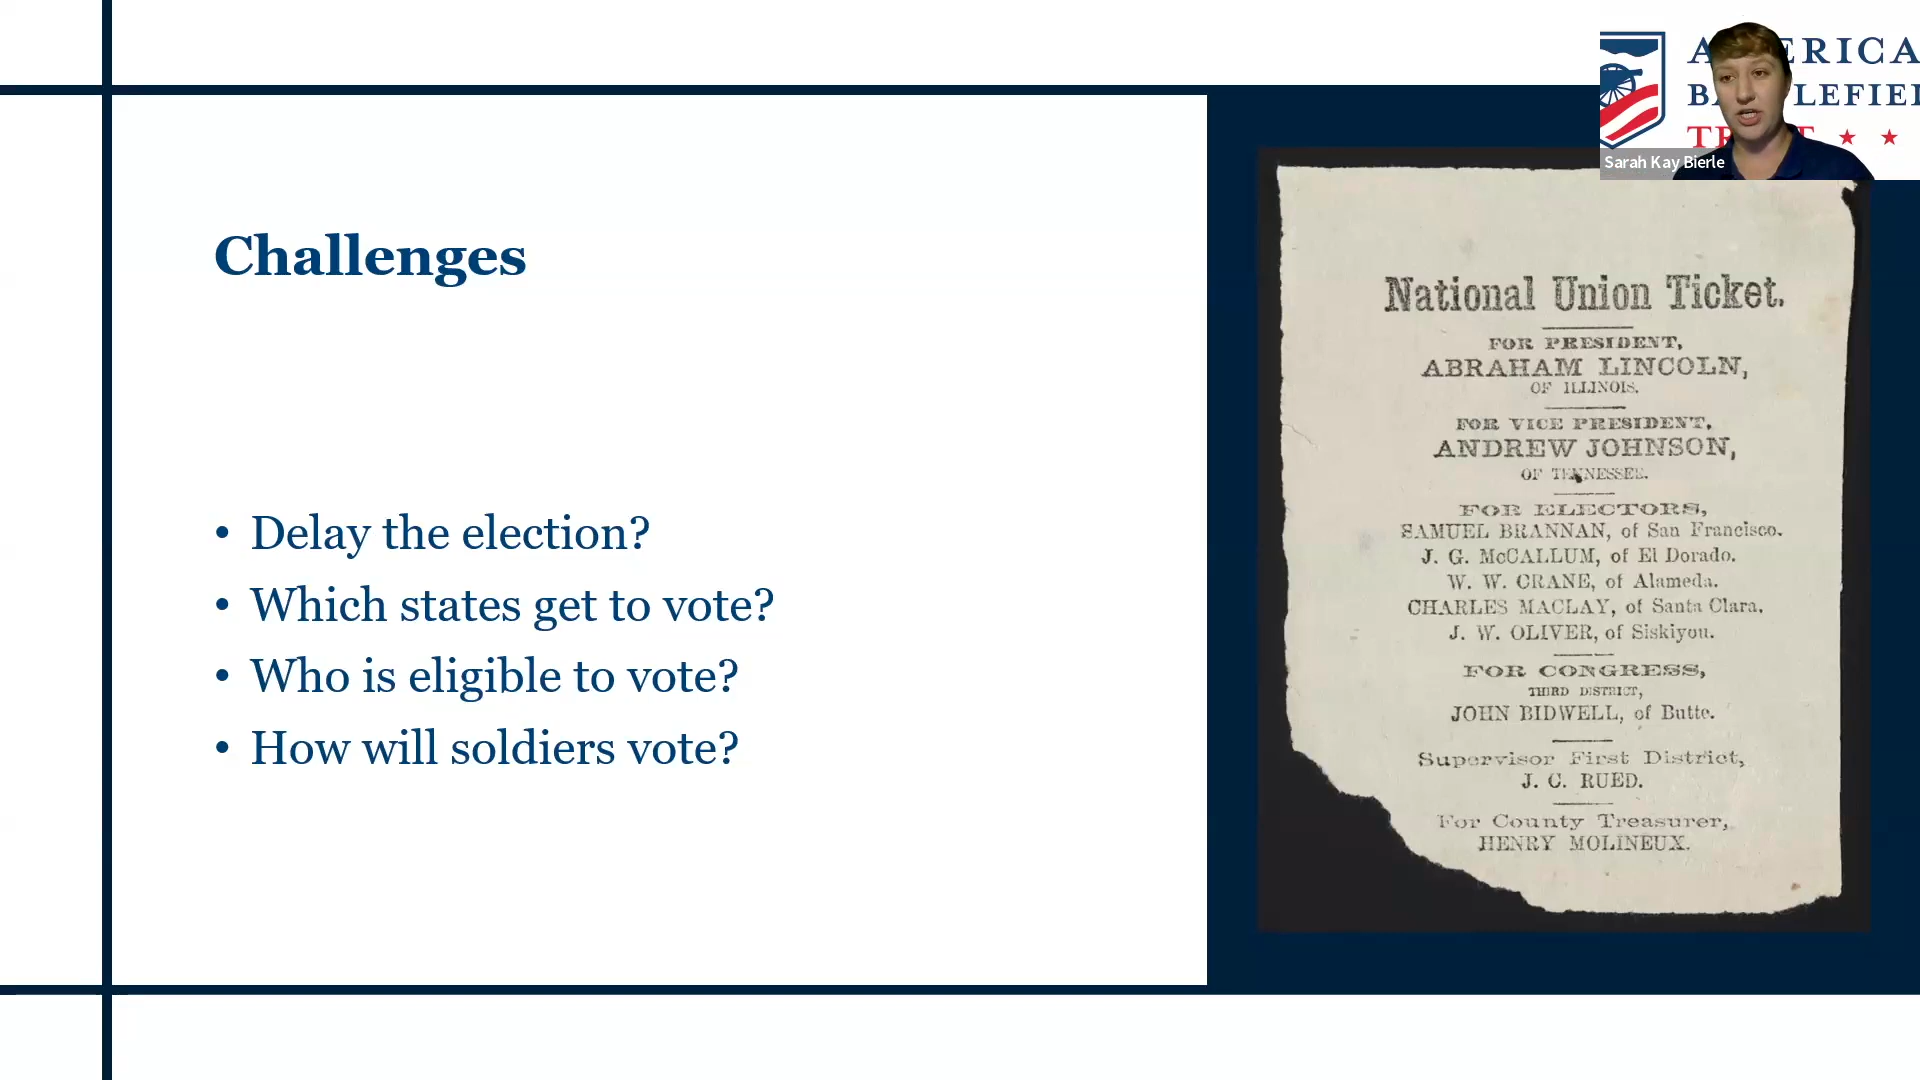 Challenges
• Delay the election?
• Which states get to vote?
• Who is eligible to vote?
• How will soldiers vote?
Sarah Kay Bierle
National Union Ticket.
FOR PRESIDENT,
ABRAHAM LINCOLN,
OF ILLINOIS.
FOR VICE PRESIDENT,
ANDREW JOHNSON,
OF TENNESSEE.
FOR ELECTORS,
SAMUEL BRANNAN, of San Francisco.
J. G. McCALLUM, of El Dorado.
W. W. CRANE, of Alameda.
CHARLES MACLAY, of Santa Clara.
J. W. OLIVER, of Siskiyou.
FOR CONGRESS,
THIRD DISTRICT,
JOHN BIDWELL, of Butte.
Supervisor First District,
J. C. RUED.
For County Treasurer,
HENRY MOLINEUX.